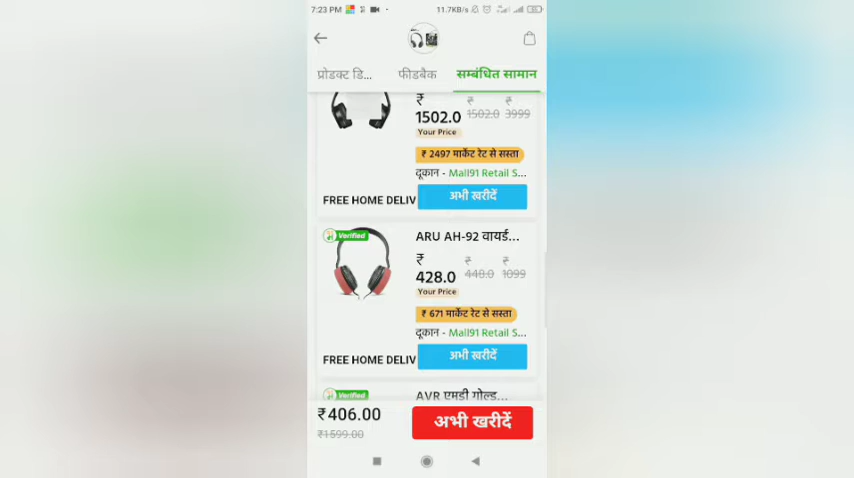 7:23 PM
11.7KB/s
प्रोडक्ट डि... फीडबैक सम्बंधित सामान
₹ 1502.0 ₹ 1502.0 ₹ 3999
Your Price
₹ 2497 मार्केट रेट से सस्ता
दूकान - Mall91 Retail S...
FREE HOME DELIV
अभी खरीदें
Verified
ARU AH-92 वायर्ड...
₹ 428.0 ₹ 448.0 ₹ 1099
Your Price
₹ 671 मार्केट रेट से सस्ता
दूकान - Mall91 Retail S...
FREE HOME DELIV
अभी खरीदें
Verified
AVR एमडी गोल्ड...
₹406.00
₹1599.00
अभी खरीदें